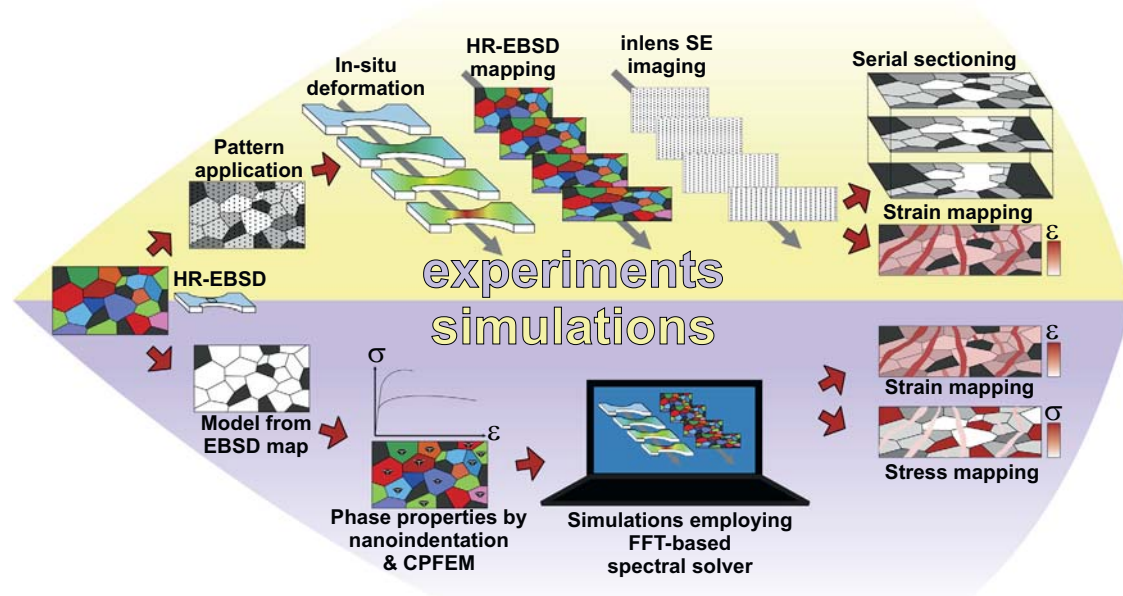 In-situ
deformation
HR-EBSD
mapping
inlens SE
imaging
Serial sectioning
Pattern
application
Strain mapping
ε
HR-EBSD
experiments
simulations
Model from
EBSD map
σ
ε
Phase properties by
nanoindentation
& CPFEM
Simulations employing
FFT-based
spectral solver
ε
Strain mapping
σ
Stress mapping